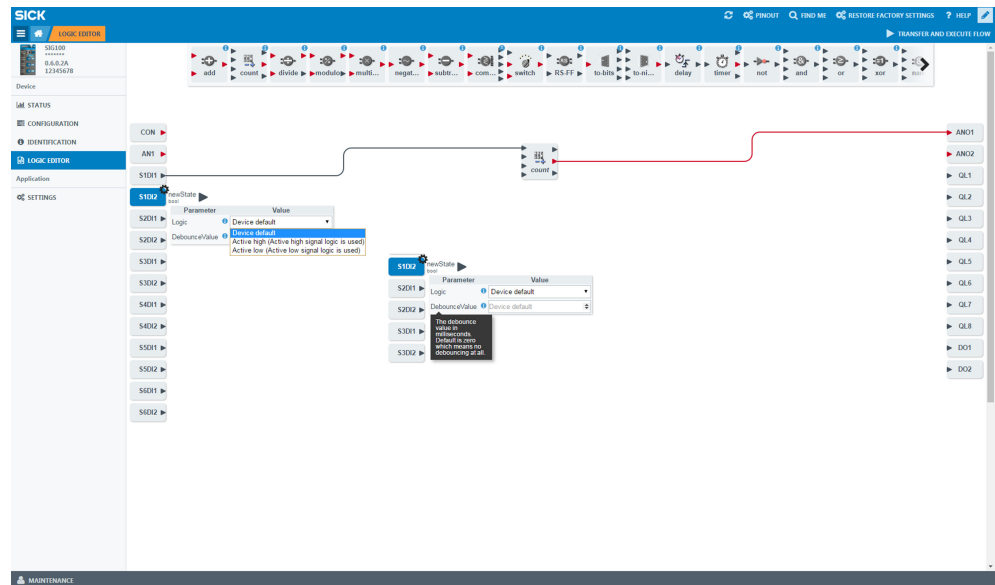 SICK
PINOUT
FIND ME
RESTORE FACTORY SETTINGS
? HELP
LOGIC EDITOR
TRANSFER AND EXECUTE FLOW
SIG100
*******
0.6.0.2A
12345678
Device
STATUS
CONFIGURATION
IDENTIFICATION
LOGIC EDITOR
Application
SETTINGS
add
count
divide
modulo
multi...
negat...
subtr...
com...
switch
RS-FF
to-bits
to-ni...
delay
timer
not
and
or
xor
CON
AN1
S1DI1
S1DI2
newState
bool
Parameter Value
Logic Device default
DebounceValue
Device default
Active high (Active high signal logic is used)
Active low (Active low signal logic is used)
S2DI1
S2DI2
S3DI1
S3DI2
S4DI1
S4DI2
S5DI1
S5DI2
S6DI1
S6DI2
count
S1DI2
newState
bool
Parameter Value
Logic Device default
DebounceValue Device default
The debounce
value in
milliseconds.
Default is zero
which means no
debouncing at all.
S2DI1
S2DI2
S3DI1
S3DI2
ANO1
ANO2
QL1
QL2
QL3
QL4
QL5
QL6
QL7
QL8
DO1
DO2
MAINTENANCE